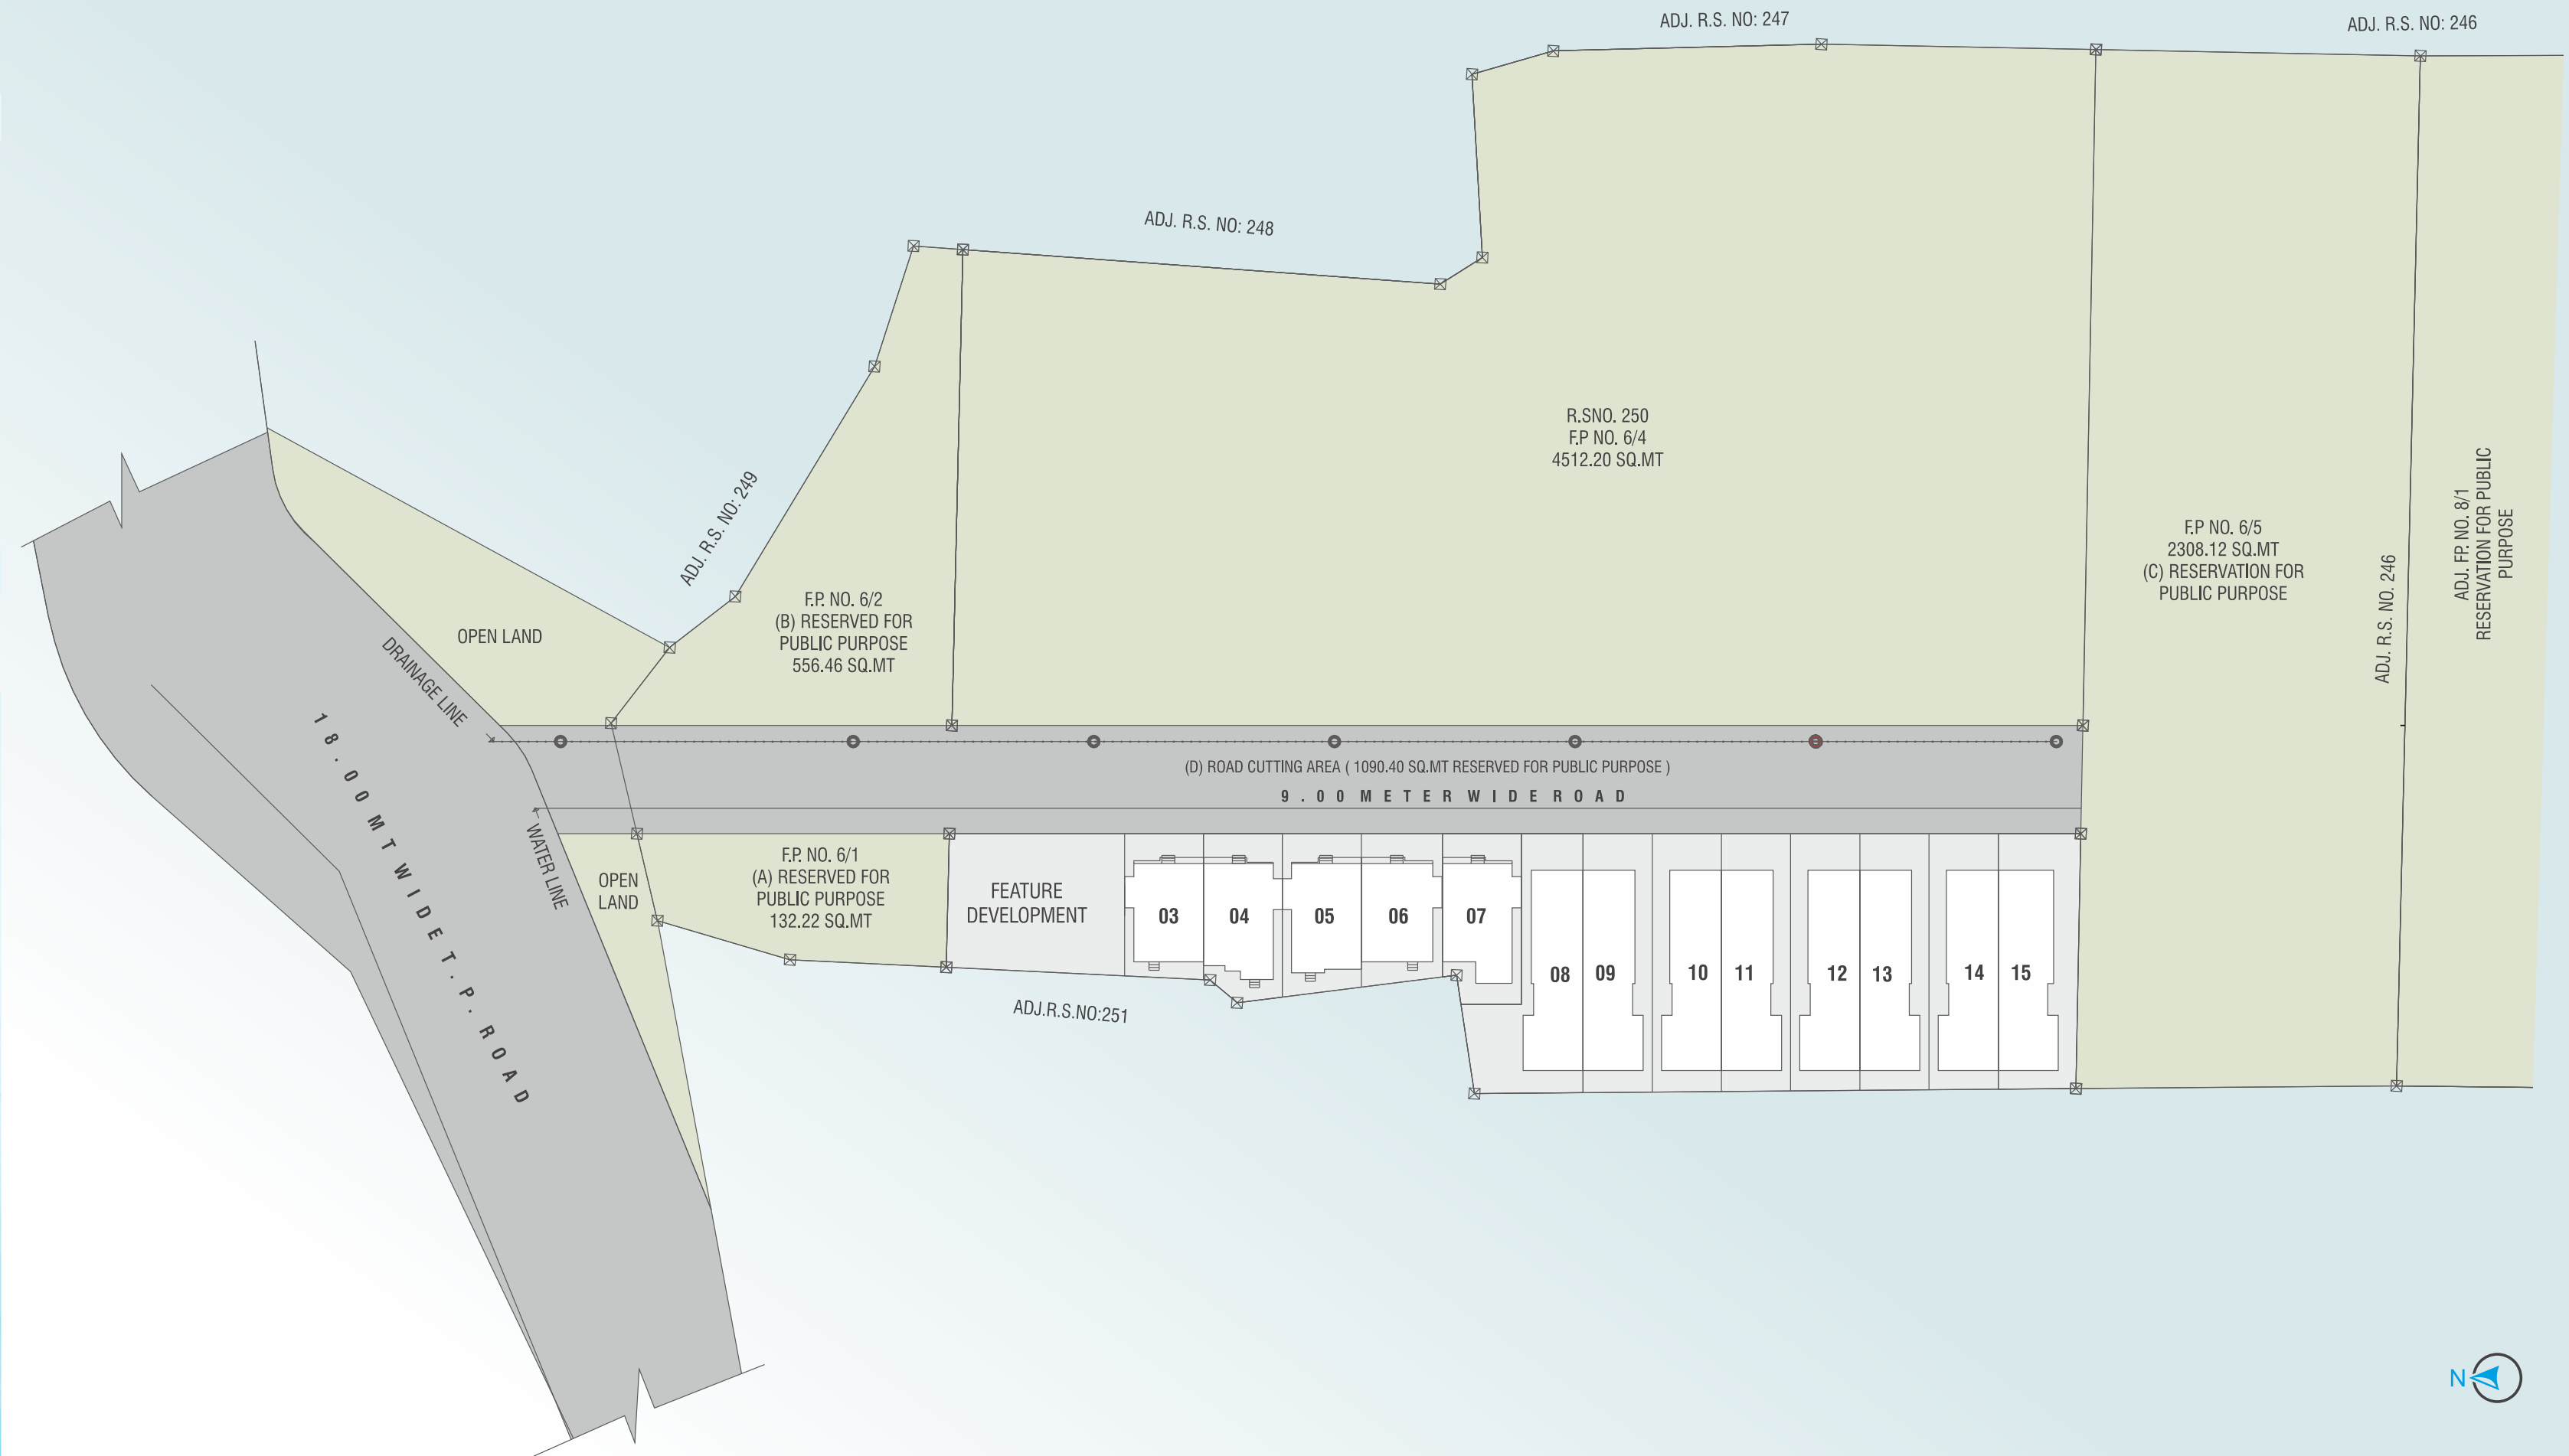 ADJ. R.S. NO: 247
ADJ. R.S. NO: 246
ADJ. R.S. NO: 248
R.SNO. 250
F.P NO. 6/4
4512.20 SQ.MT
ADJ. R.S. NO: 249
F.P NO. 6/5
2308.12 SQ.MT
(C) RESERVATION FOR
PUBLIC PURPOSE
ADJ. R.S. NO. 246
ADJ. FP. NO. 8/1
RESERVATION FOR PUBLIC
PURPOSE
F.P. NO. 6/2
(B) RESERVED FOR
PUBLIC PURPOSE
556.46 SQ.MT
OPEN LAND
DRAINAGE LINE
18.00 MT WIDE T.P. ROAD
(D) ROAD CUTTING AREA ( 1090.40 SQ.MT RESERVED FOR PUBLIC PURPOSE )
9.00 METER WIDE ROAD
WATER LINE
OPEN
LAND
F.P. NO. 6/1
(A) RESERVED FOR
PUBLIC PURPOSE
132.22 SQ.MT
FEATURE
DEVELOPMENT
03
04
05
06
07
08
09
10
11
12
13
14
15
ADJ.R.S.NO:251
N